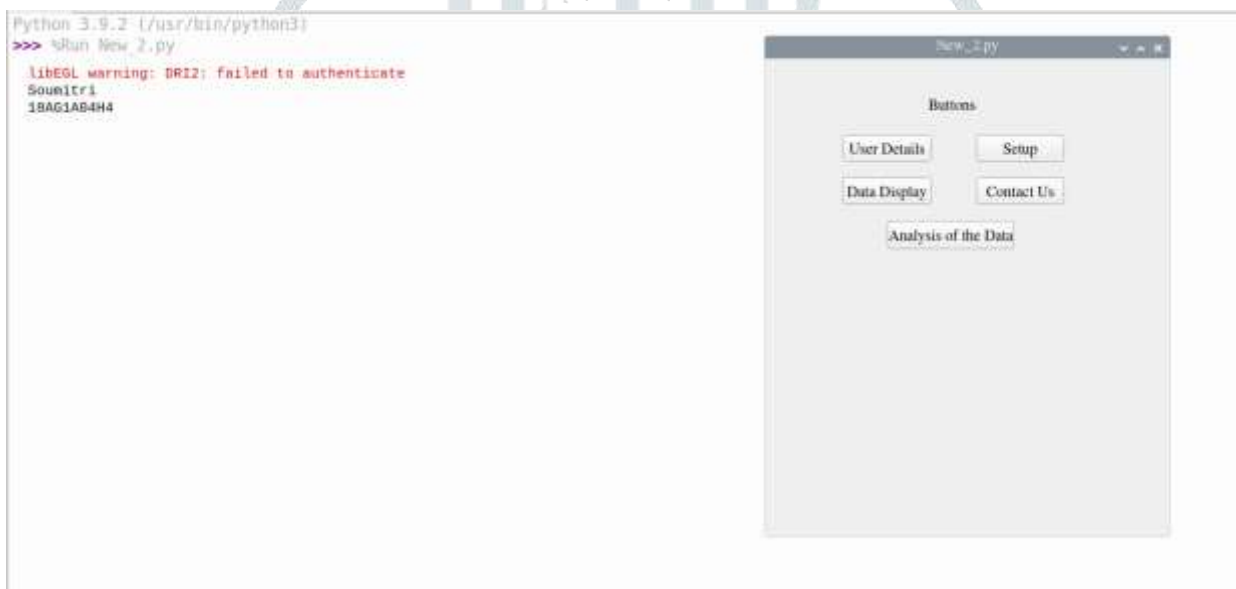 Python 3.9.2 (/usr/bin/python3)
>>> %Run New_2.py
libEGL warning: DRI2: failed to authenticate
Soumitri
New_2.py
Buttons
User Details
Setup
Data Display
Contact Us
Analysis of the Data